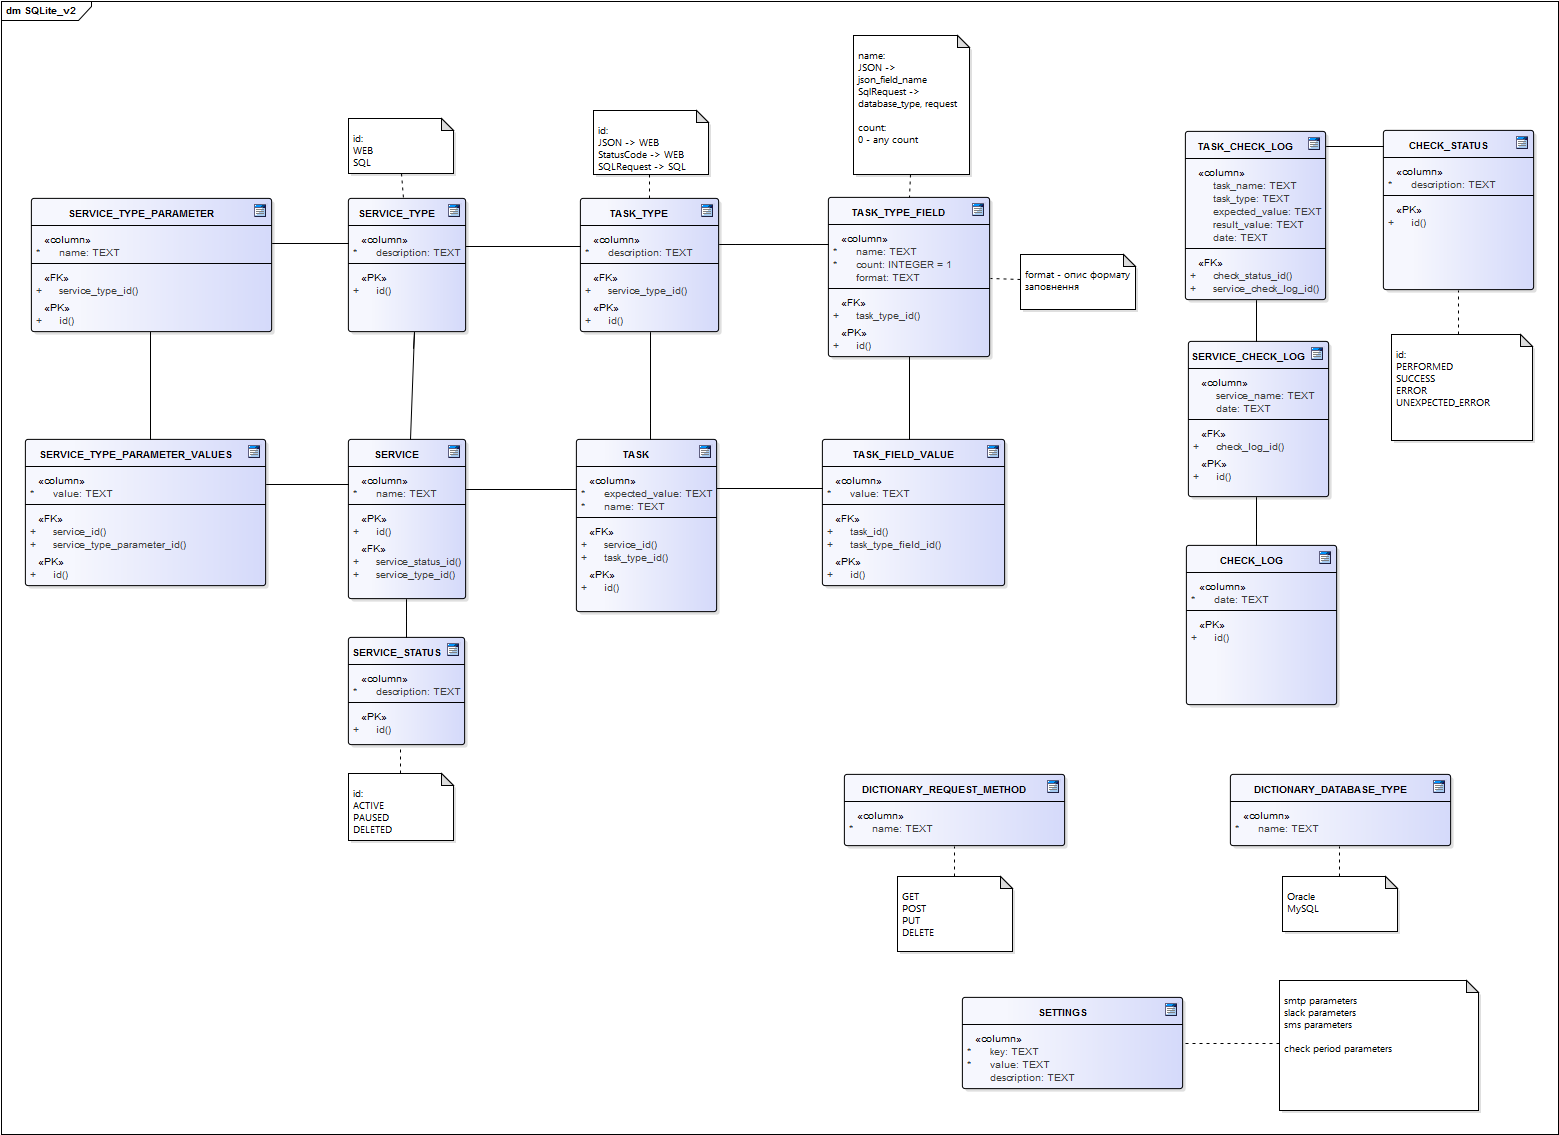 dm SQLite_v2
name:
JSON ->
json_field_name
SqlRequest ->
database_type, request
count:
0 - any count
id:
WEB
SQL
id:
JSON -> WEB
StatusCode -> WEB
SQLRequest -> SQL
SERVICE_TYPE_PARAMETER
«column»
* name: TEXT
«FK»
+ service_type_id()
«PK»
+ id()
SERVICE_TYPE
«column»
* description: TEXT
«PK»
+ id()
TASK_TYPE
«column»
* description: TEXT
«FK»
+ service_type_id()
«PK»
+ id()
TASK_TYPE_FIELD
«column»
* name: TEXT
* count: INTEGER = 1
format: TEXT
«FK»
+ task_type_id()
«PK»
+ id()
format - опис формату
заповнення
TASK_CHECK_LOG
«column»
task_name: TEXT
task_type: TEXT
expected_value: TEXT
result_value: TEXT
date: TEXT
«FK»
+ check_status_id()
+ service_check_log_id()
CHECK_STATUS
«column»
* description: TEXT
«PK»
+ id()
id:
PERFORMED
SUCCESS
ERROR
UNEXPECTED_ERROR
SERVICE_CHECK_LOG
«column»
service_name: TEXT
date: TEXT
«FK»
+ check_log_id()
«PK»
+ id()
SERVICE_TYPE_PARAMETER_VALUES
«column»
* value: TEXT
«FK»
+ service_id()
+ service_type_parameter_id()
«PK»
+ id()
SERVICE
«column»
* name: TEXT
«PK»
+ id()
«FK»
+ service_status_id()
+ service_type_id()
TASK
«column»
* expected_value: TEXT
* name: TEXT
«FK»
+ service_id()
+ task_type_id()
«PK»
+ id()
TASK_FIELD_VALUE
«column»
* value: TEXT
«FK»
+ task_id()
+ task_type_field_id()
«PK»
+ id()
CHECK_LOG
«column»
* date: TEXT
«PK»
+ id()
SERVICE_STATUS
«column»
* description: TEXT
«PK»
+ id()
id:
ACTIVE
PAUSED
DELETED
DICTIONARY_REQUEST_METHOD
«column»
* name: TEXT
GET
POST
PUT
DELETE
DICTIONARY_DATABASE_TYPE
«column»
* name: TEXT
Oracle
MySQL
SETTINGS
«column»
* key: TEXT
* value: TEXT
description: TEXT
smtp parameters
slack parameters
sms parameters
check period parameters